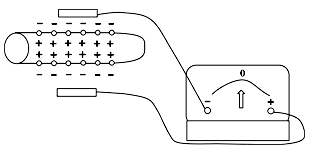 – – – – – –
+ + + + + +
+ + + + + +
– – – – – –
0
– +